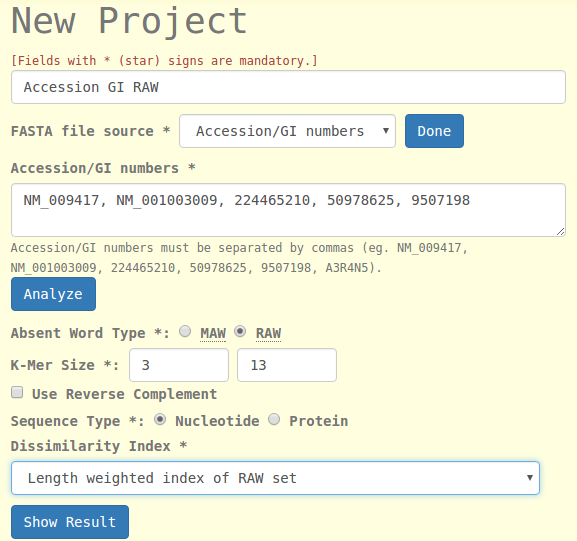 New Project
[Fields with * (star) signs are mandatory.]
Accession GI RAW
FASTA file source * Accession/GI numbers Done
Accession/GI numbers *
NM_009417, NM_001003009, 224465210, 50978625, 9507198
Accession/GI numbers must be separated by commas (eg. NM_009417,
NM_001003009, 224465210, 50978625, 9507198, A3R4N5).
Analyze
Absent Word Type *: MAW RAW
K-Mer Size *: 3 13
Use Reverse Complement
Sequence Type *: Nucleotide Protein
Dissimilarity Index *
Length weighted index of RAW set
Show Result